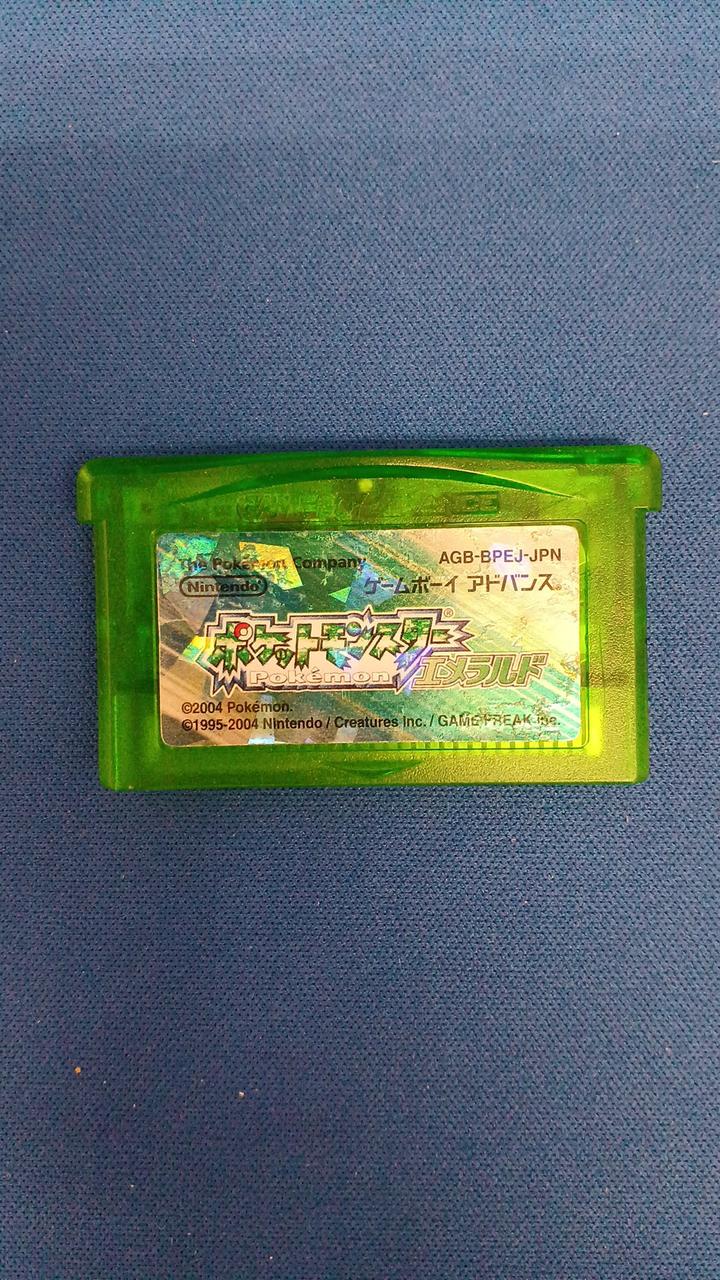 The Pokémon Company
AGB-BPEJ-JPN
Nintendo
ゲームボーイ アドバンス
ポケットモンスター
Pokémon
エメラルド
©2004 Pokémon.
©1995-2004 Nintendo / Creatures inc. / GAME FREAK inc.